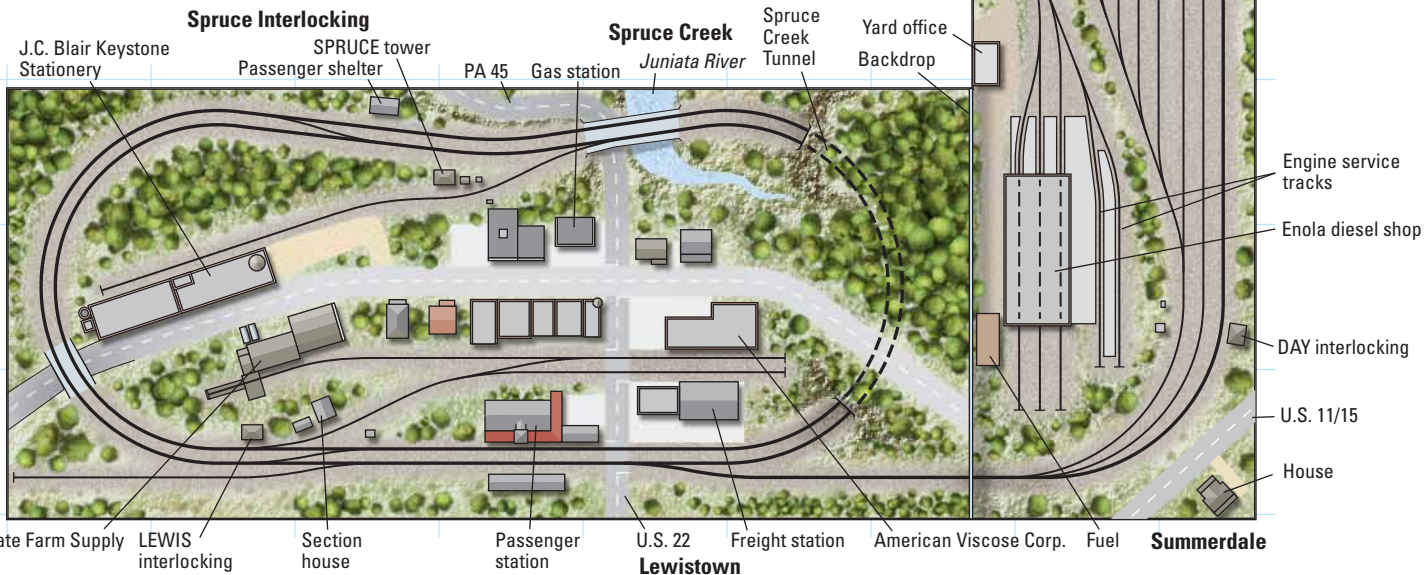 Spruce Interlocking
J.C. Blair Keystone
Stationery
SPRUCE tower
Passenger shelter
PA 45
Gas station
Spruce Creek
Juniata River
Spruce
Creek
Tunnel
Yard office
Backdrop
Engine service
tracks
Enola diesel shop
DAY interlocking
U.S. 11/15
House
Farm Supply
LEWIS
interlocking
Section
house
Passenger
station
U.S. 22
Lewistown
Freight station
American Viscose Corp.
Fuel
Summerdale